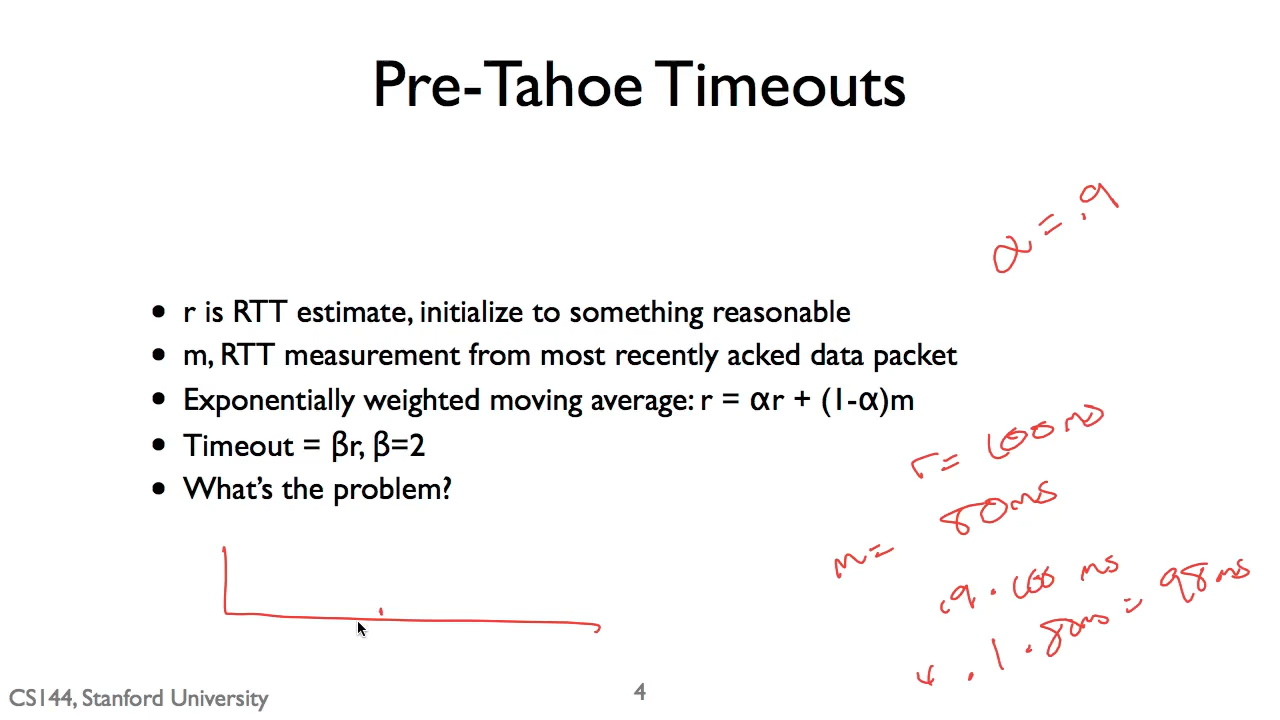 Pre-Tahoe Timeouts
α = .9
• r is RTT estimate, initialize to something reasonable
• m, RTT measurement from most recently acked data packet
• Exponentially weighted moving average: r = αr + (1-α)m
• Timeout = βr, β=2
• What's the problem?
r = 100ms
m = 80ms
.9 · 100 ms
+ .1 · 80ms = 98ms
CS144, Stanford University
4